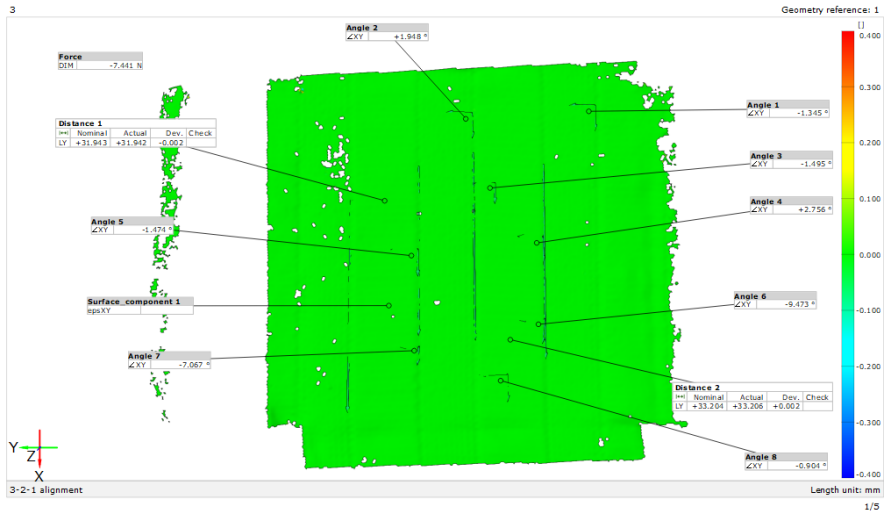 3
Geometry reference: 1
[]
Angle 2
∠XY +1.948 °
Force
DIM -7.441 N
0.400
0.300
Angle 1
∠XY -1.345 °
Distance 1
|↔| Nominal Actual Dev. Check
LY +31.943 +31.942 -0.002
0.200
Angle 3
∠XY -1.495 °
Angle 4
∠XY +2.756 °
0.100
Angle 5
∠XY -1.474 °
0.000
Surface_component 1
epsXY
Angle 6
∠XY -9.473 °
-0.100
Angle 7
∠XY -7.067 °
-0.200
Distance 2
|↔| Nominal Actual Dev. Check
LY +33.204 +33.206 +0.002
-0.300
Angle 8
∠XY -0.904 °
-0.400
Y
Z
X
3-2-1 alignment
Length unit: mm
1/5